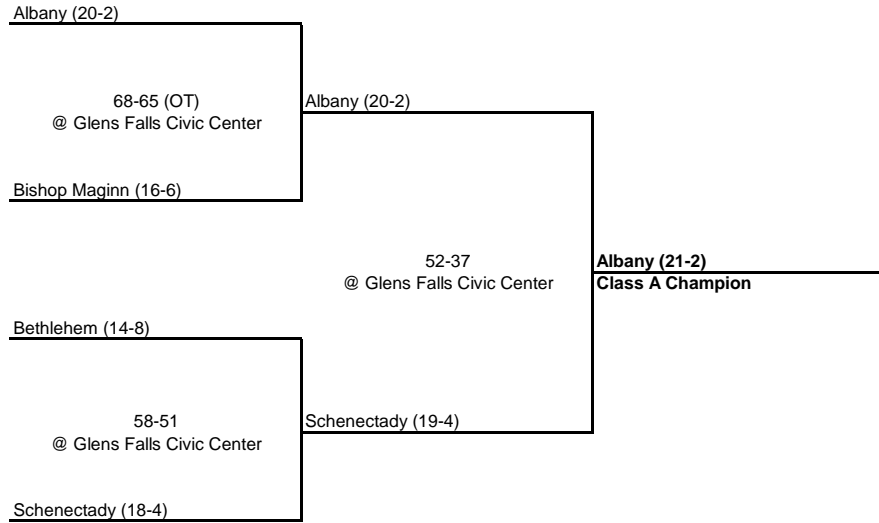 Albany (20-2)
68-65 (OT)
@ Glens Falls Civic Center
Albany (20-2)
Bishop Maginn (16-6)
52-37
@ Glens Falls Civic Center
Albany (21-2)
Class A Champion
Bethlehem (14-8)
58-51
@ Glens Falls Civic Center
Schenectady (19-4)
Schenectady (18-4)